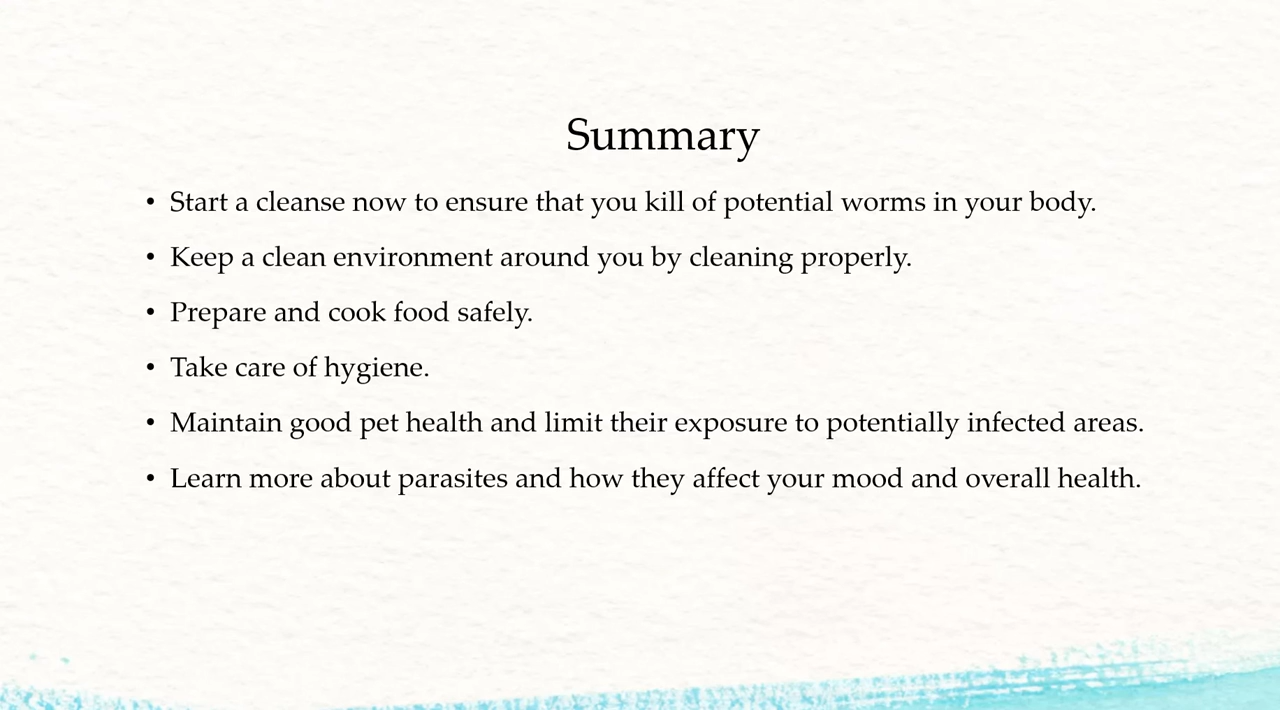 Summary
• Start a cleanse now to ensure that you kill of potential worms in your body.
• Keep a clean environment around you by cleaning properly.
• Prepare and cook food safely.
• Take care of hygiene.
• Maintain good pet health and limit their exposure to potentially infected areas.
• Learn more about parasites and how they affect your mood and overall health.